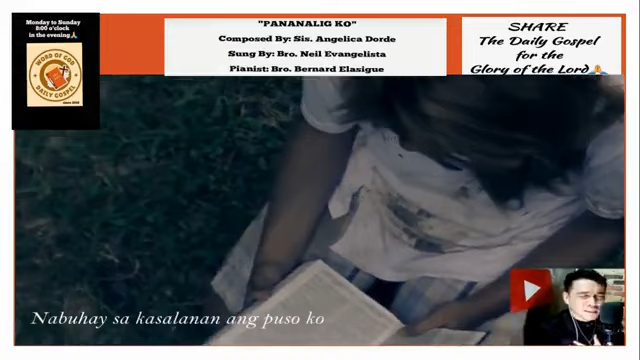 Monday to Sunday
8:00 o'clock
in the evening🙏
WORD OF GOD
DAILY GOSPEL
since 2020
"PANANALIG KO"
Composed By: Sis. Angelica Dorde
Sung By: Bro. Neil Evangelista
Pianist: Bro. Bernard Elasigue
SHARE
The Daily Gospel
for the
Glory of the Lord🙏
Nabuhay sa kasalanan ang puso ko